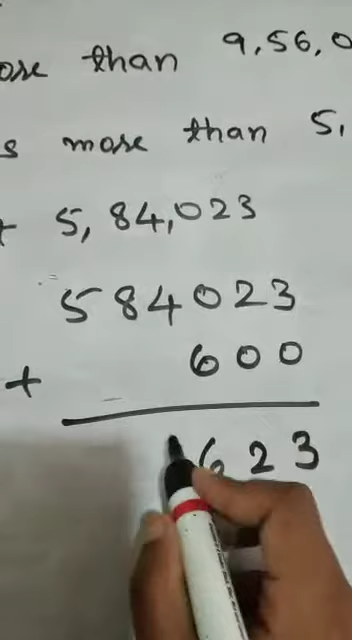 than 9,56,0
more than 5,
5,84,023
584023
+ 600
623